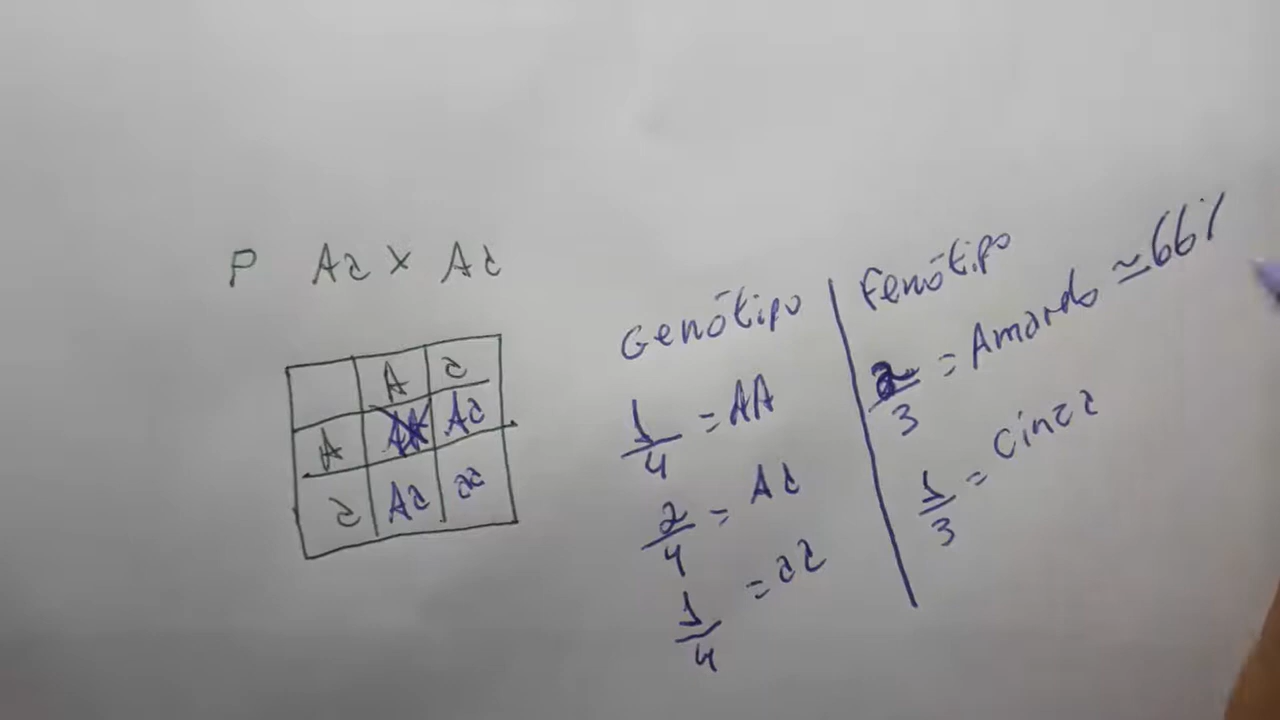 P Aa x Aa
A a
A AA Aa
a Aa aa
Genótipo
1/4 = AA
2/4 = Aa
1/4 = aa
Fenótipo
2/3 = Amarelo ≃66%
1/3 = Cinza